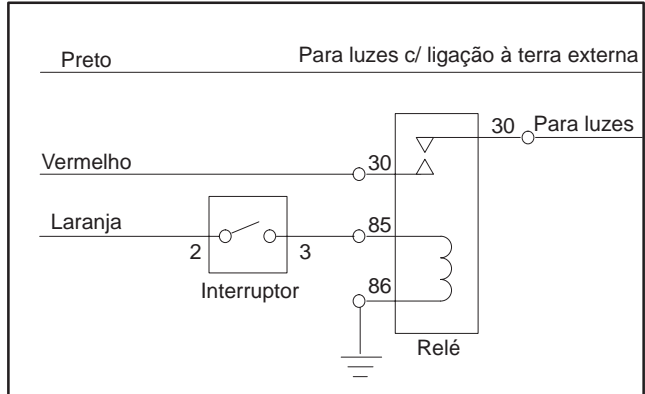 Preto
Para luzes c/ ligação à terra externa
30
Para luzes
Vermelho
30
Laranja
85
2
3
Interruptor
86
Relé